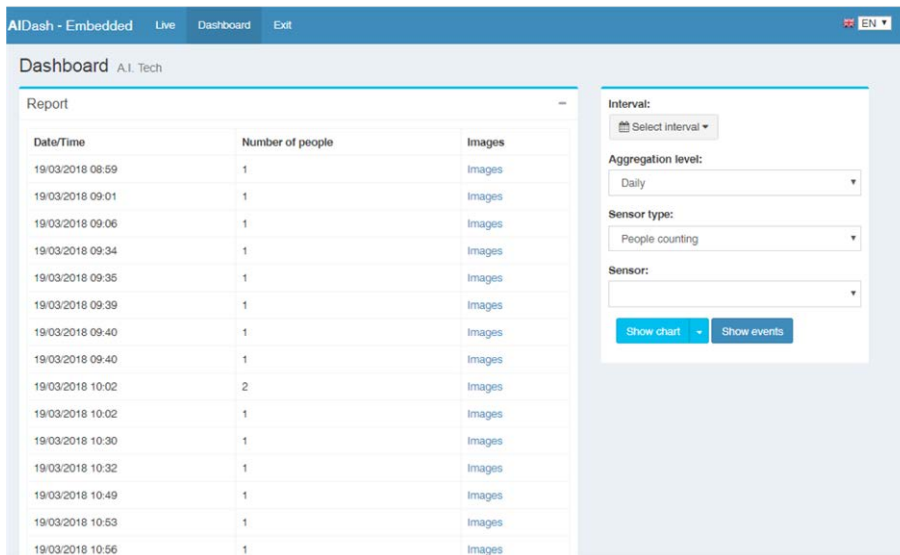 AIDash - Embedded Live Dashboard Exit EN
Dashboard A.I. Tech
Report
Date/Time Number of people Images
19/03/2018 08:59 1 Images
19/03/2018 09:01 1 Images
19/03/2018 09:06 1 Images
19/03/2018 09:34 1 Images
19/03/2018 09:35 1 Images
19/03/2018 09:39 1 Images
19/03/2018 09:40 1 Images
19/03/2018 09:40 1 Images
19/03/2018 10:02 2 Images
19/03/2018 10:02 1 Images
19/03/2018 10:30 1 Images
19/03/2018 10:32 1 Images
19/03/2018 10:49 1 Images
19/03/2018 10:53 1 Images
19/03/2018 10:56 1 Images
Interval:
Select interval
Aggregation level:
Daily
Sensor type:
People counting
Sensor:
Show chart Show events